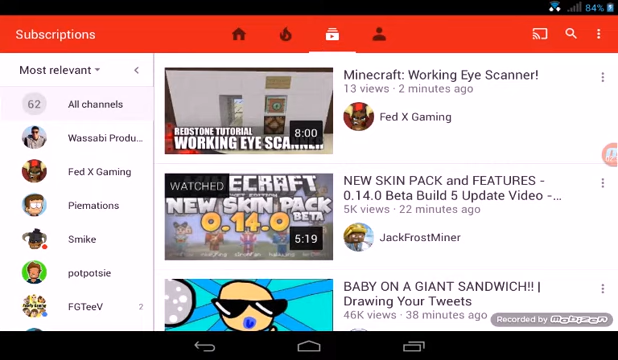 84%
Subscriptions
Most relevant
62
All channels
Wassabi Produ...
Fed X Gaming
Piemations
Smike
potpotsie
FGTeeV 2
REDSTONE TUTORIAL
WORKING EYE SCANNER
8:00
Minecraft: Working Eye Scanner!
13 views · 2 minutes ago
Fed X Gaming
WATCHED
NEW SKIN PACK
0.14.0 BETA
5:19
NEW SKIN PACK and FEATURES -
0.14.0 Beta Build 5 Update Video -...
5K views · 22 minutes ago
JackFrostMiner
BABY ON A GIANT SANDWICH!! |
Drawing Your Tweets
46K views · 38 minutes ago
Recorded by mobizen